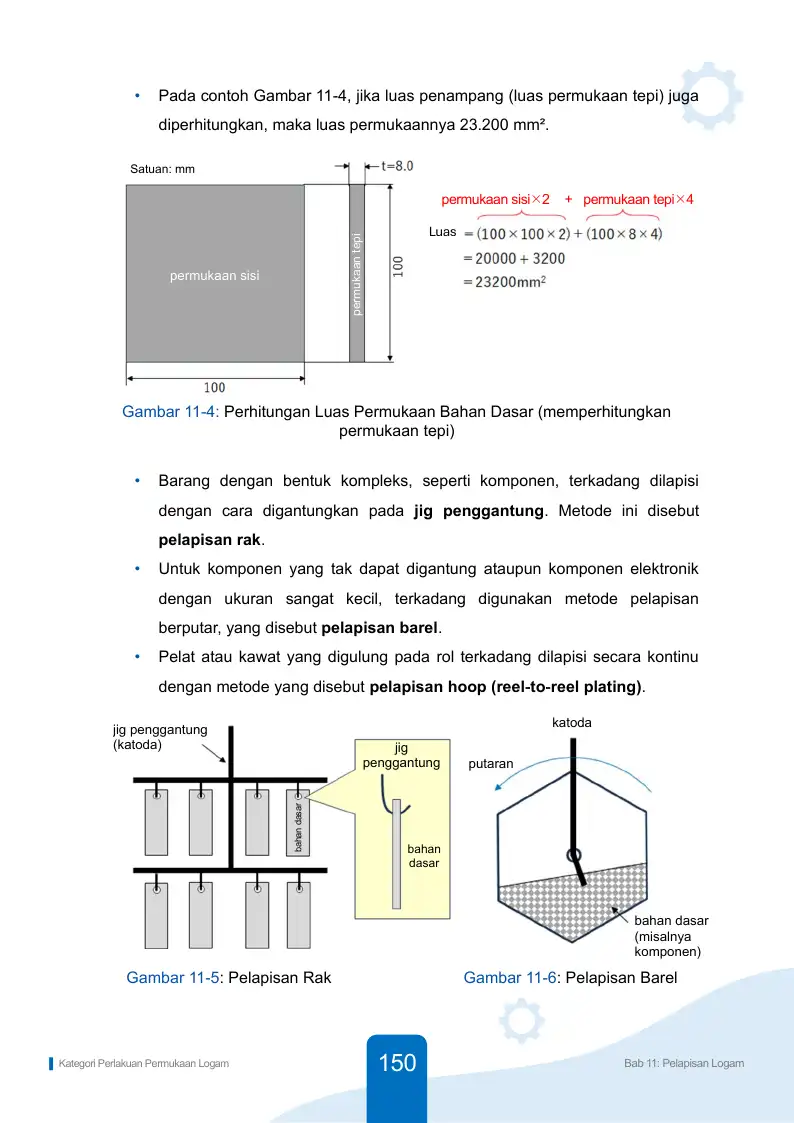 • Pada contoh Gambar 11-4, jika luas penampang (luas permukaan tepi) juga
diperhitungkan, maka luas permukaannya 23.200 mm².
Satuan: mm
t=8.0
permukaan sisi
permukaan tepi
100
100
permukaan sisi×2 + permukaan tepi×4
Luas = (100×100×2)+(100×8×4)
= 20000 + 3200
= 23200mm²
Gambar 11-4: Perhitungan Luas Permukaan Bahan Dasar (memperhitungkan
permukaan tepi)
• Barang dengan bentuk kompleks, seperti komponen, terkadang dilapisi
dengan cara digantungkan pada jig penggantung. Metode ini disebut
pelapisan rak.
• Untuk komponen yang tak dapat digantung ataupun komponen elektronik
dengan ukuran sangat kecil, terkadang digunakan metode pelapisan
berputar, yang disebut pelapisan barel.
• Pelat atau kawat yang digulung pada rol terkadang dilapisi secara kontinu
dengan metode yang disebut pelapisan hoop (reel-to-reel plating).
jig penggantung
(katoda)
bahan dasar
jig
penggantung
bahan
dasar
katoda
putaran
bahan dasar
(misalnya
komponen)
Gambar 11-5: Pelapisan Rak
Gambar 11-6: Pelapisan Barel
Kategori Perlakuan Permukaan Logam
150
Bab 11: Pelapisan Logam